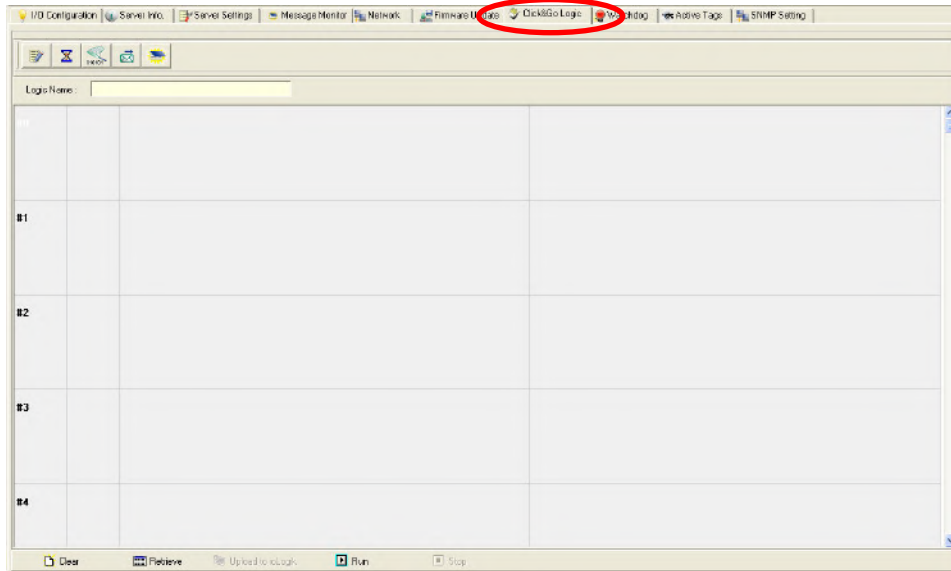 I/O Configuration Server Info. Server Settings Message Monitor Network Firmware Update Click&Go Logic Watchdog Active Tags SNMP Setting
Logic Name :
#0
#1
#2
#3
#4
Clear Retrieve Upload to ioLogik Run Stop